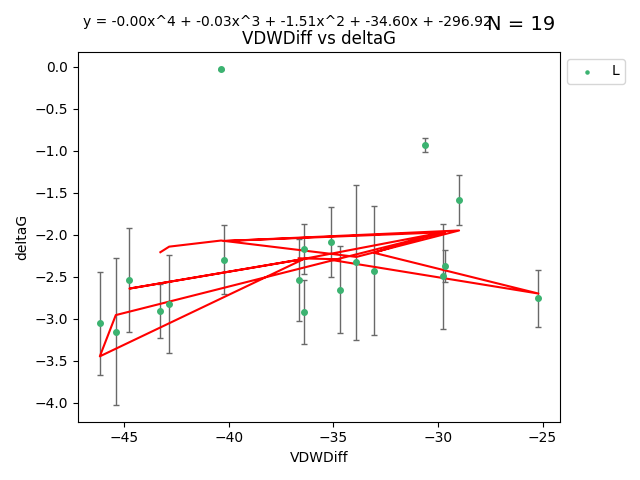 y = -0.00x^4 + -0.03x^3 + -1.51x^2 + -34.60x + -296.92
N = 19
VDWDiff vs deltaG
L
0.0
−0.5
−1.0
−1.5
−2.0
−2.5
−3.0
−3.5
−4.0
deltaG
−45 −40 −35 −30 −25
VDWDiff